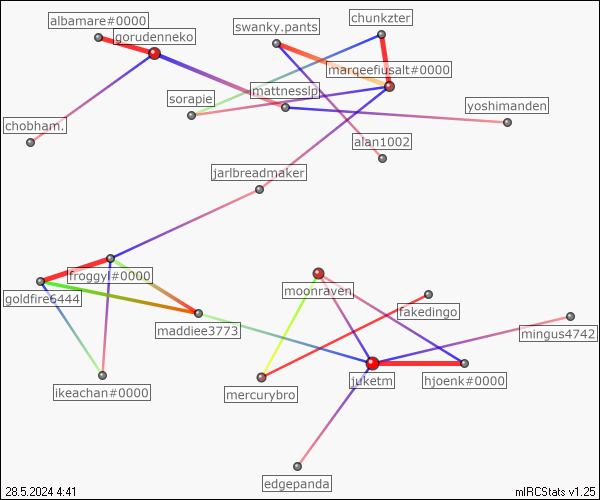 chunkzter
albamare#0000
swanky.pants
gorudenneko
marqeefiusalt#0000
mattnesslp
sorapie
yoshimanden
chobham.
alan1002
jarlbreadmaker
froggyl#0000
moonraven
goldfire6444
fakedingo
maddiee3773
mingus4742
juketm
hjoenk#0000
ikeachan#0000
mercurybro
edgepanda
28.5.2024 4:41
mIRCStats v1.25